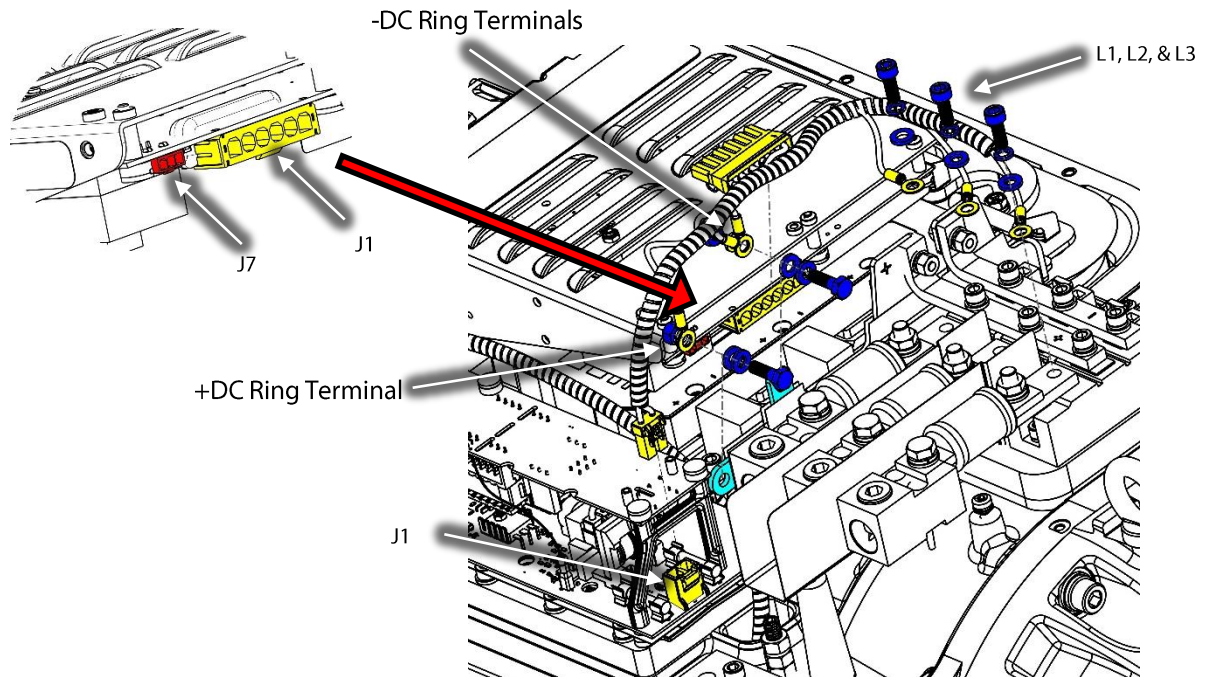 -DC Ring Terminals
L1, L2, & L3
J1
J7
+DC Ring Terminal
J1